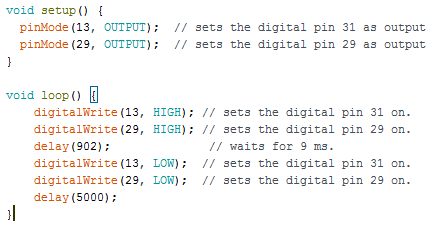 void setup() {
pinMode(13, OUTPUT); // sets the digital pin 31 as output
pinMode(29, OUTPUT); // sets the digital pin 29 as output
}
void loop() {
digitalWrite(13, HIGH); // sets the digital pin 31 on.
digitalWrite(29, HIGH); // sets the digital pin 29 on.
delay(902); // waits for 9 ms.
digitalWrite(13, LOW); // sets the digital pin 31 on.
digitalWrite(29, LOW); // sets the digital pin 29 on.
delay(5000);
}